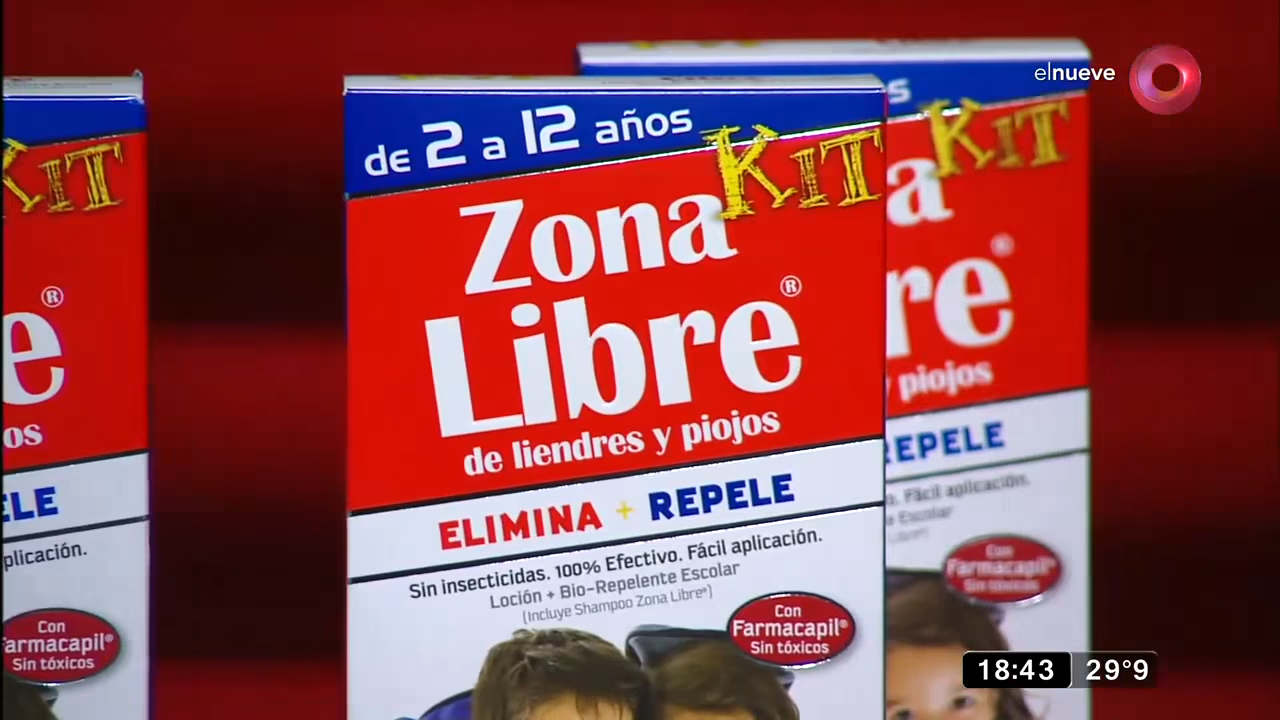 elnueve
de 2 a 12 años
KIT
Zona
Libre®
de liendres y piojos
ELIMINA + REPELE
Sin insecticidas. 100% Efectivo. Fácil aplicación.
Loción + Bio-Repelente Escolar
(Incluye Shampoo Zona Libre®)
Con
Farmacapil®
Sin tóxicos
KIT
e®
os
ELE
plicación.
Con
Farmacapil®
Sin tóxicos
s
KIT
a
re®
y piojos
REPELE
n. Fácil aplicación.
e Escolar
Libre®)
Con
Farmacapil®
Sin tóxicos
18:43 29°9